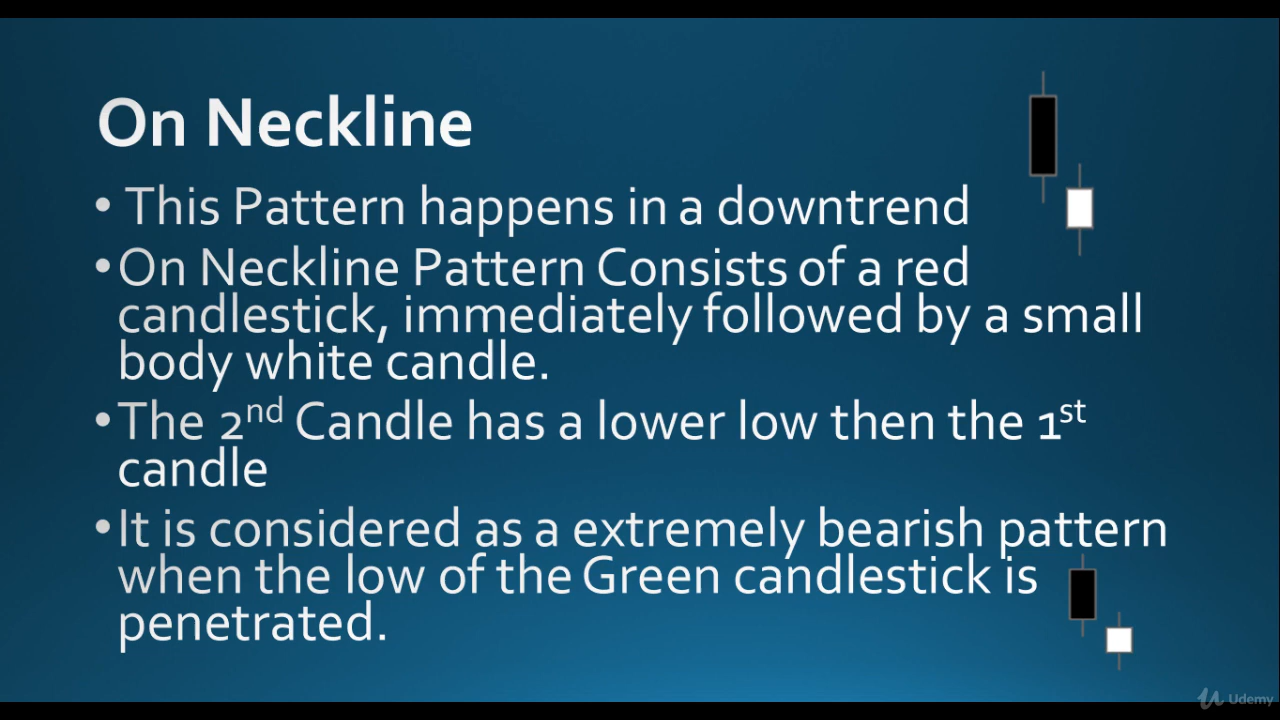 On Neckline
• This Pattern happens in a downtrend
•On Neckline Pattern Consists of a red
candlestick, immediately followed by a small
body white candle.
•The 2nd Candle has a lower low then the 1st
candle
•It is considered as a extremely bearish pattern
when the low of the Green candlestick is
penetrated.
Udemy